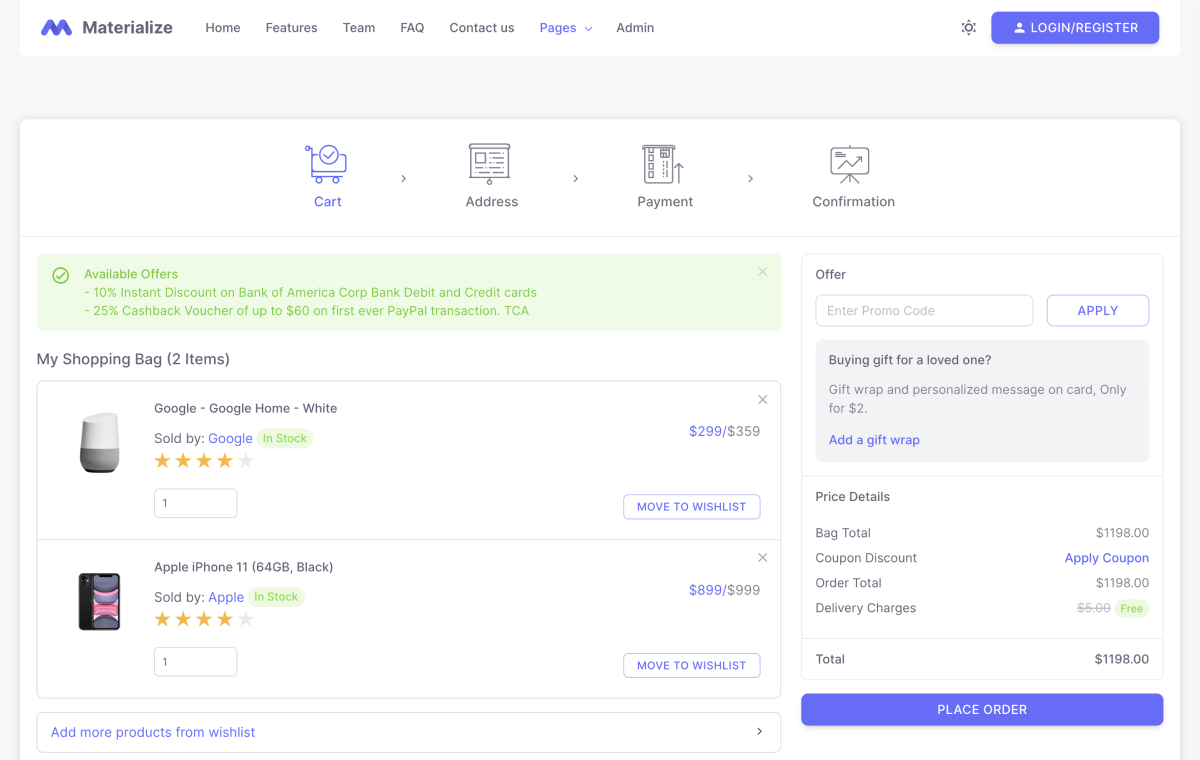 Materialize
Home
Features
Team
FAQ
Contact us
Pages
Admin
LOGIN/REGISTER
Cart
Address
Payment
Confirmation
Available Offers
- 10% Instant Discount on Bank of America Corp Bank Debit and Credit cards
- 25% Cashback Voucher of up to $60 on first ever PayPal transaction. TCA
My Shopping Bag (2 Items)
Google - Google Home - White
Sold by: Google In Stock
$299/$359
1
MOVE TO WISHLIST
Apple iPhone 11 (64GB, Black)
Sold by: Apple In Stock
$899/$999
1
MOVE TO WISHLIST
Add more products from wishlist
Offer
Enter Promo Code
APPLY
Buying gift for a loved one?
Gift wrap and personalized message on card, Only
for $2.
Add a gift wrap
Price Details
Bag Total $1198.00
Coupon Discount Apply Coupon
Order Total $1198.00
Delivery Charges $5.00 Free
Total $1198.00
PLACE ORDER